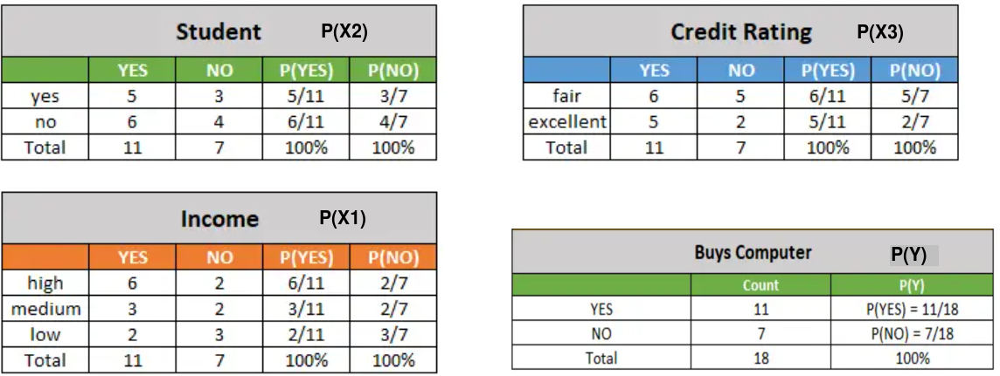 Student P(X2)
YES NO P(YES) P(NO)
yes 5 3 5/11 3/7
no 6 4 6/11 4/7
Total 11 7 100% 100%
Credit Rating P(X3)
YES NO P(YES) P(NO)
fair 6 5 6/11 5/7
excellent 5 2 5/11 2/7
Total 11 7 100% 100%
Income P(X1)
YES NO P(YES) P(NO)
high 6 2 6/11 2/7
medium 3 2 3/11 2/7
low 2 3 2/11 3/7
Total 11 7 100% 100%
Buys Computer P(Y)
Count P(Y)
YES 11 P(YES) = 11/18
NO 7 P(NO) = 7/18
Total 18 100%